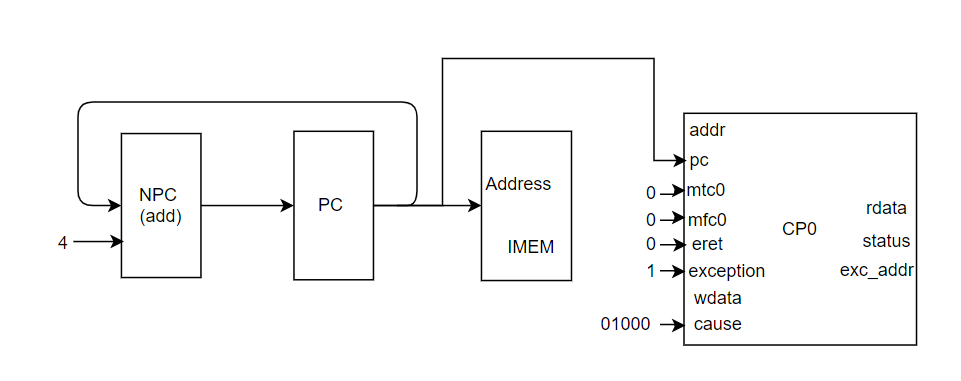 NPC
(add)
4
PC
Address
IMEM
addr
pc
0
mtc0
0
mfc0
0
eret
1
exception
wdata
01000
cause
CP0
rdata
status
exc_addr